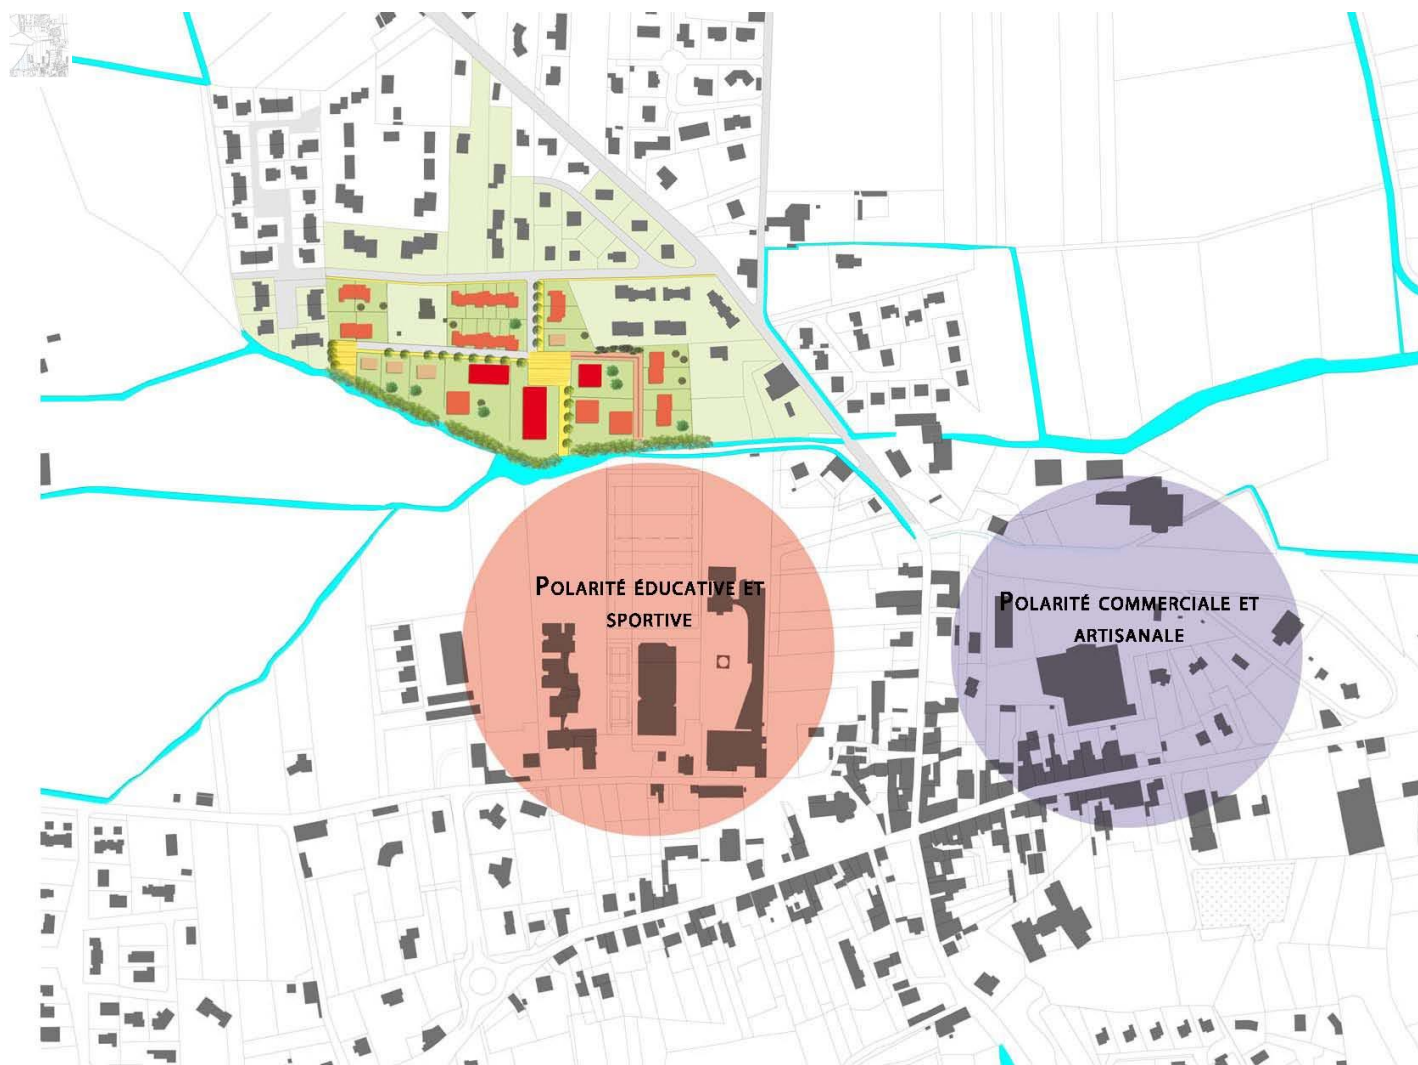 Polarité éducative et
sportive
Polarité commerciale et
artisanale